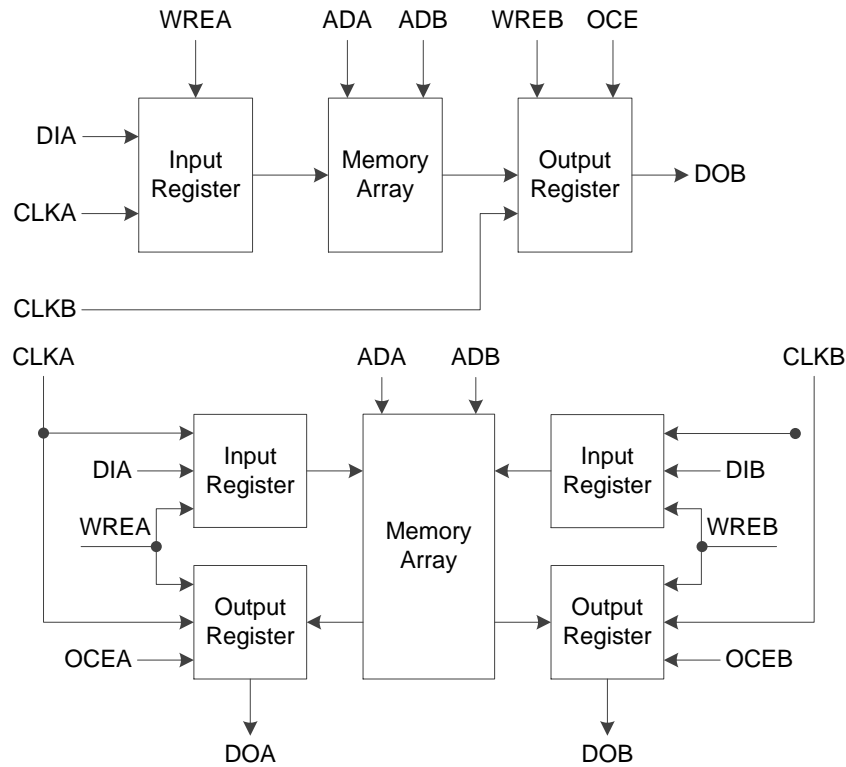 WREA ADA ADB WREB OCE
DIA
Input
Register
Memory
Array
Output
Register
DOB
CLKA
CLKB
CLKA ADA ADB CLKB
Input
Register
Input
Register
DIA
DIB
WREA
Memory
Array
WREB
Output
Register
Output
Register
OCEA
OCEB
DOA
DOB